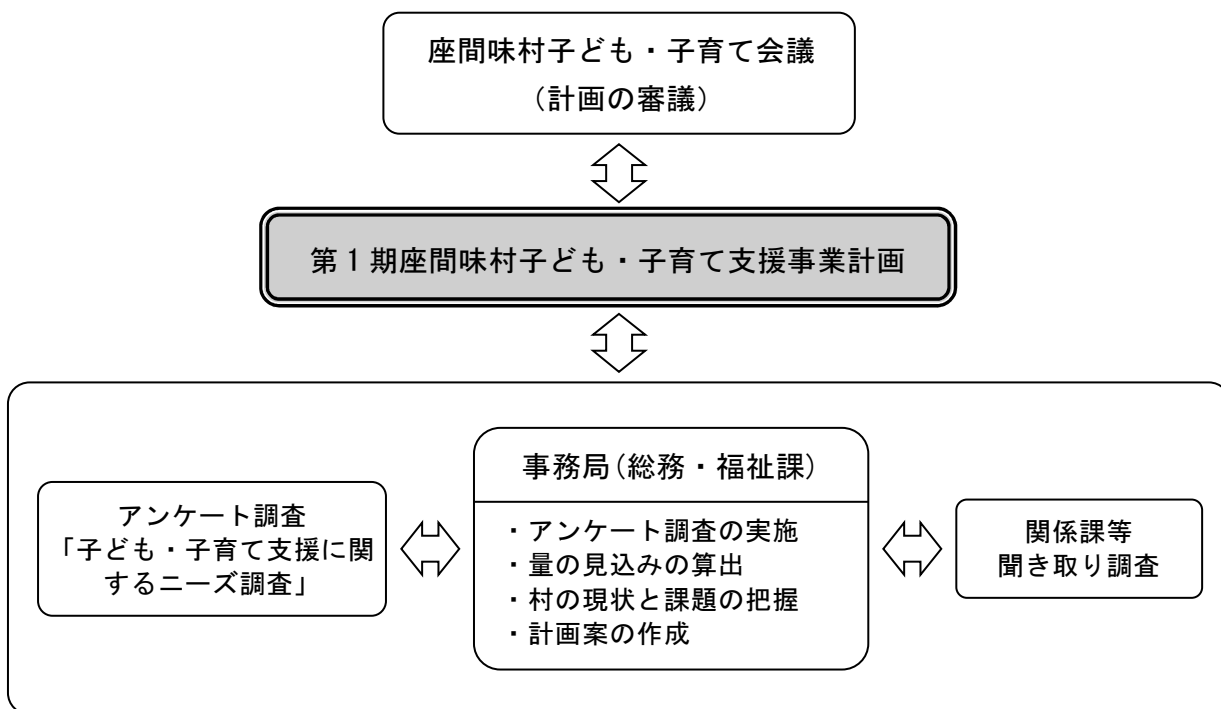 座間味村子ども・子育て会議
(計画の審議)
第1期座間味村子ども・子育て支援事業計画
アンケート調査
「子ども・子育て支援に関
するニーズ調査」
事務局(総務・福祉課)
・アンケート調査の実施
・量の見込みの算出
・村の現状と課題の把握
・計画案の作成
関係課等
聞き取り調査